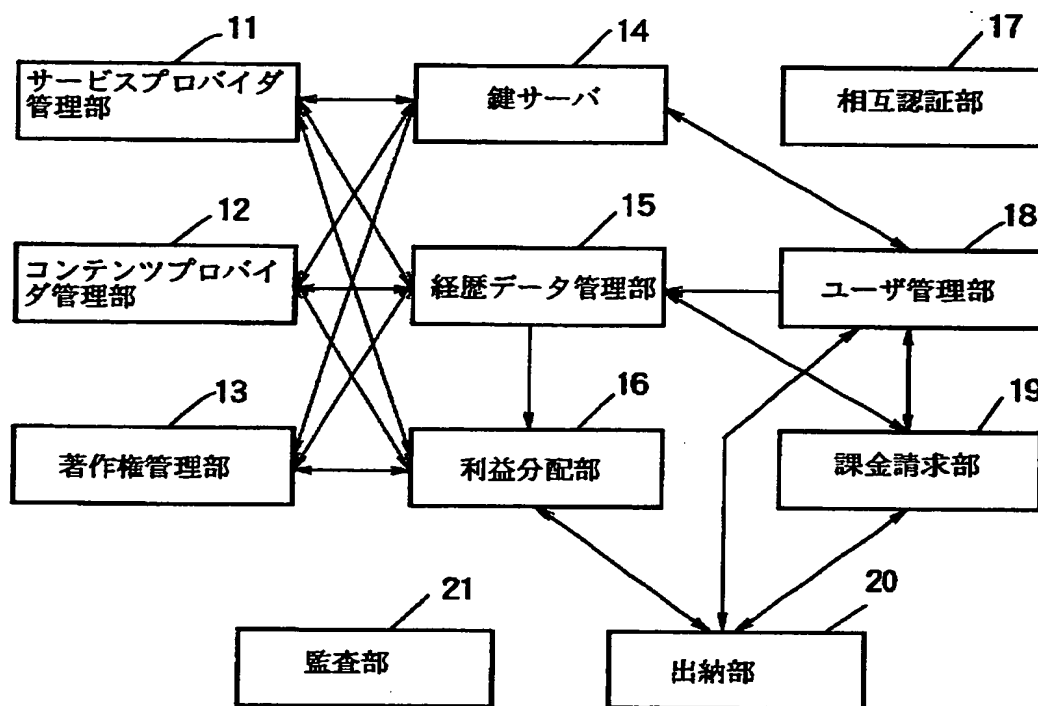 11
サービスプロバイダ
管理部
14
鍵サーバ
17
相互認証部
12
コンテンツプロバイ
ダ管理部
15
経歴データ管理部
18
ユーザ管理部
13
著作権管理部
16
利益分配部
19
課金請求部
21
監査部
20
出納部